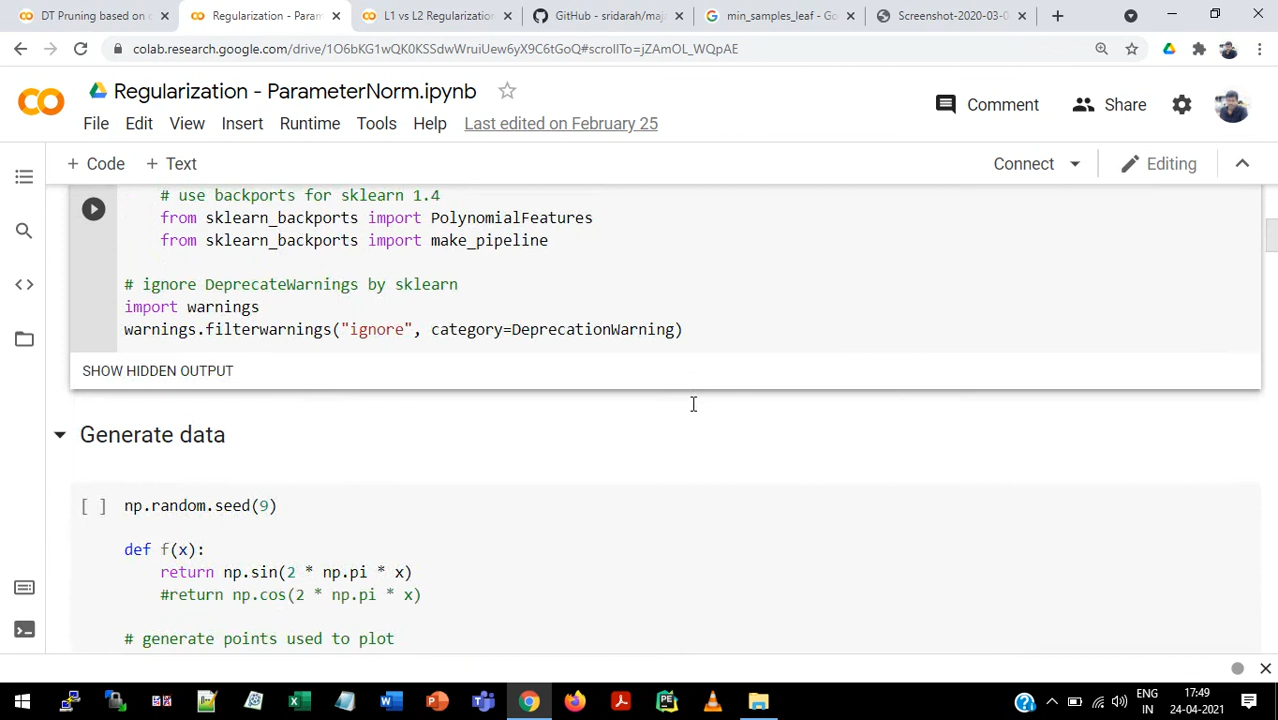 DT Pruning based on c
Regularization - Param
L1 vs L2 Regularization
GitHub - sridarah/majo
min_samples_leaf - Go
Screenshot-2020-03-0
colab.research.google.com/drive/1O6bKG1wQK0KSSdwWruiUew6yX9C6tGoQ#scrollTo=jZAmOL_WQpAE
Regularization - ParameterNorm.ipynb
Comment
Share
File Edit View Insert Runtime Tools Help Last edited on February 25
+ Code + Text
Connect
Editing
# use backports for sklearn 1.4
from sklearn_backports import PolynomialFeatures
from sklearn_backports import make_pipeline
# ignore DeprecateWarnings by sklearn
import warnings
warnings.filterwarnings("ignore", category=DeprecationWarning)
SHOW HIDDEN OUTPUT
Generate data
[ ] np.random.seed(9)
def f(x):
return np.sin(2 * np.pi * x)
#return np.cos(2 * np.pi * x)
# generate points used to plot
ENG 17:49
IN 24-04-2021